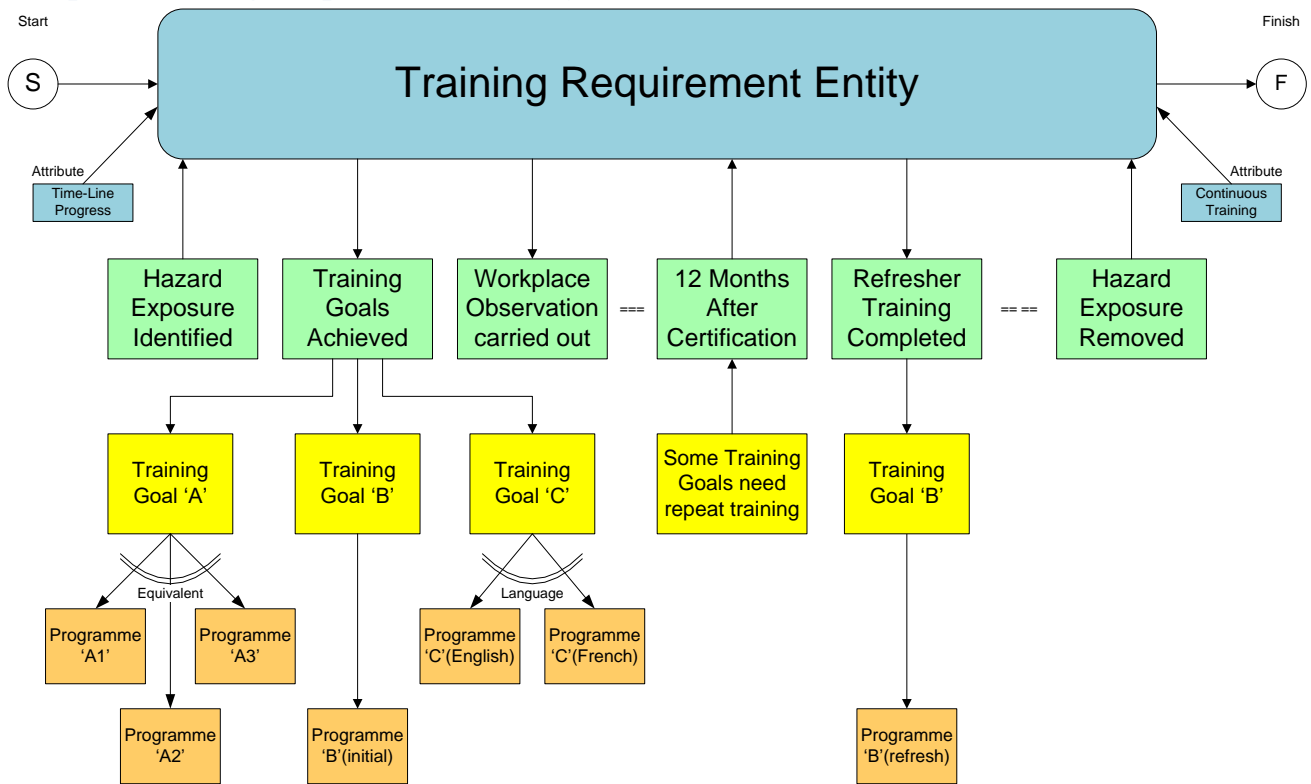 Start
Finish
S
Training Requirement Entity
F
Attribute
Time-Line
Progress
Attribute
Continuous
Training
Hazard
Exposure
Identified
Training
Goals
Achieved
Workplace
Observation
carried out
===
12 Months
After
Certification
Refresher
Training
Completed
== ==
Hazard
Exposure
Removed
Training
Goal ‘A’
Training
Goal ‘B’
Training
Goal ‘C’
Some Training
Goals need
repeat training
Training
Goal ‘B’
Equivalent
Language
Programme
‘A1’
Programme
‘A3’
Programme
‘C’(English)
Programme
‘C’(French)
Programme
‘A2’
Programme
‘B’(initial)
Programme
‘B’(refresh)